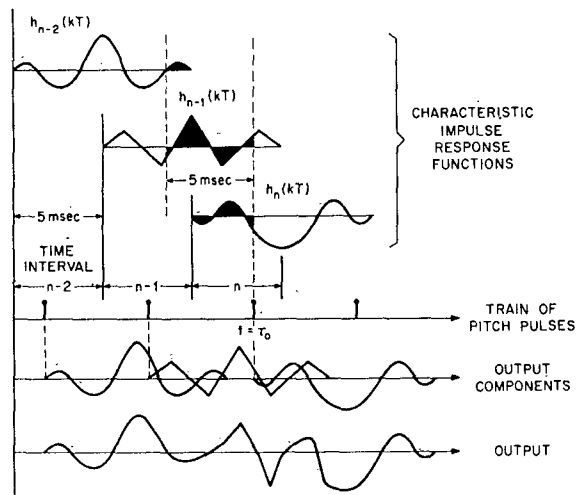 h_{n-2}(kT)
h_{n-1}(kT)
CHARACTERISTIC
IMPULSE
RESPONSE
FUNCTIONS
5 msec
h_n(kT)
5 msec
TIME
INTERVAL
n-2
n-1
n
TRAIN OF
PITCH PULSES
t = τ_o
OUTPUT
COMPONENTS
OUTPUT